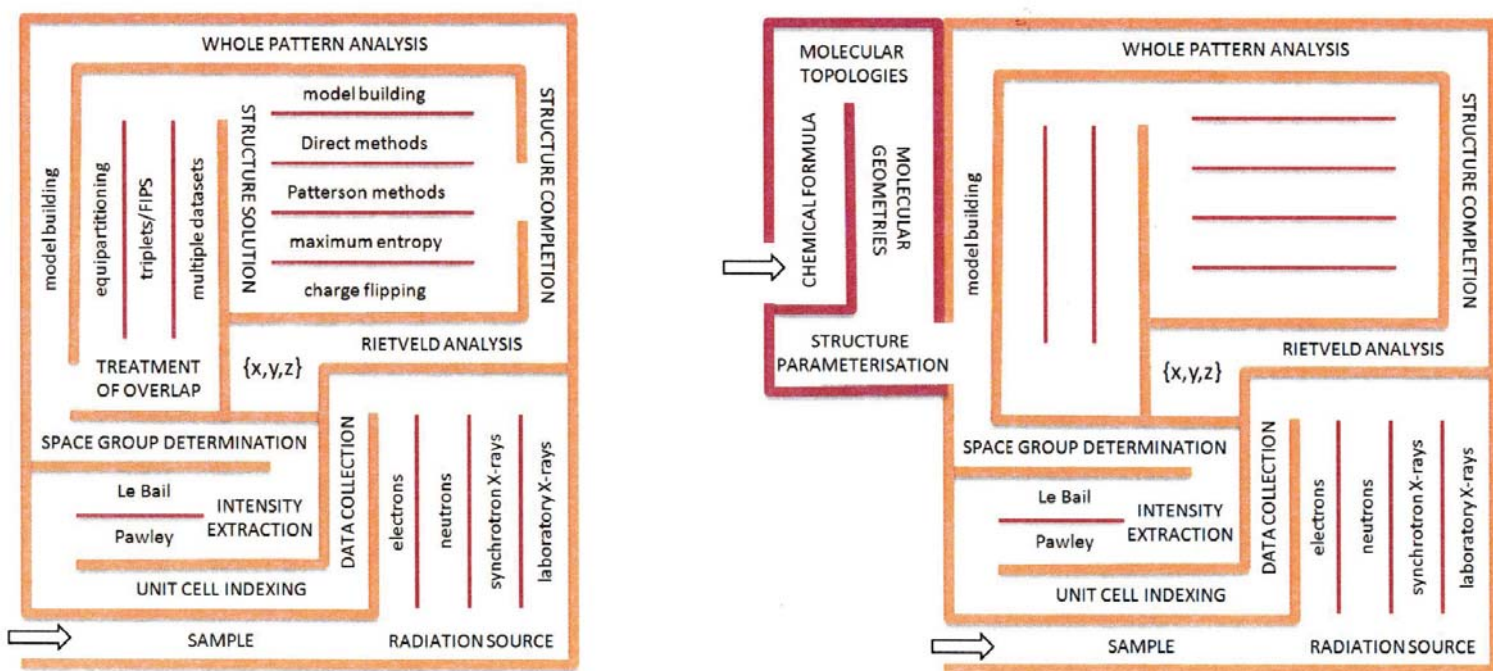 WHOLE PATTERN ANALYSIS
model building
equipartitioning
triplets/FIPS
multiple datasets
STRUCTURE SOLUTION
model building
Direct methods
Patterson methods
maximum entropy
charge flipping
STRUCTURE COMPLETION
TREATMENT
OF OVERLAP
{x,y,z}
RIETVELD ANALYSIS
SPACE GROUP DETERMINATION
Le Bail
Pawley
INTENSITY
EXTRACTION
DATA COLLECTION
electrons
neutrons
synchrotron X-rays
laboratory X-rays
UNIT CELL INDEXING
SAMPLE
RADIATION SOURCE
MOLECULAR
TOPOLOGIES
CHEMICAL FORMULA
MOLECULAR
GEOMETRIES
STRUCTURE
PARAMETERISATION
WHOLE PATTERN ANALYSIS
model building
STRUCTURE COMPLETION
RIETVELD ANALYSIS
{x,y,z}
SPACE GROUP DETERMINATION
Le Bail
Pawley
INTENSITY
EXTRACTION
DATA COLLECTION
electrons
neutrons
synchrotron X-rays
laboratory X-rays
UNIT CELL INDEXING
SAMPLE
RADIATION SOURCE